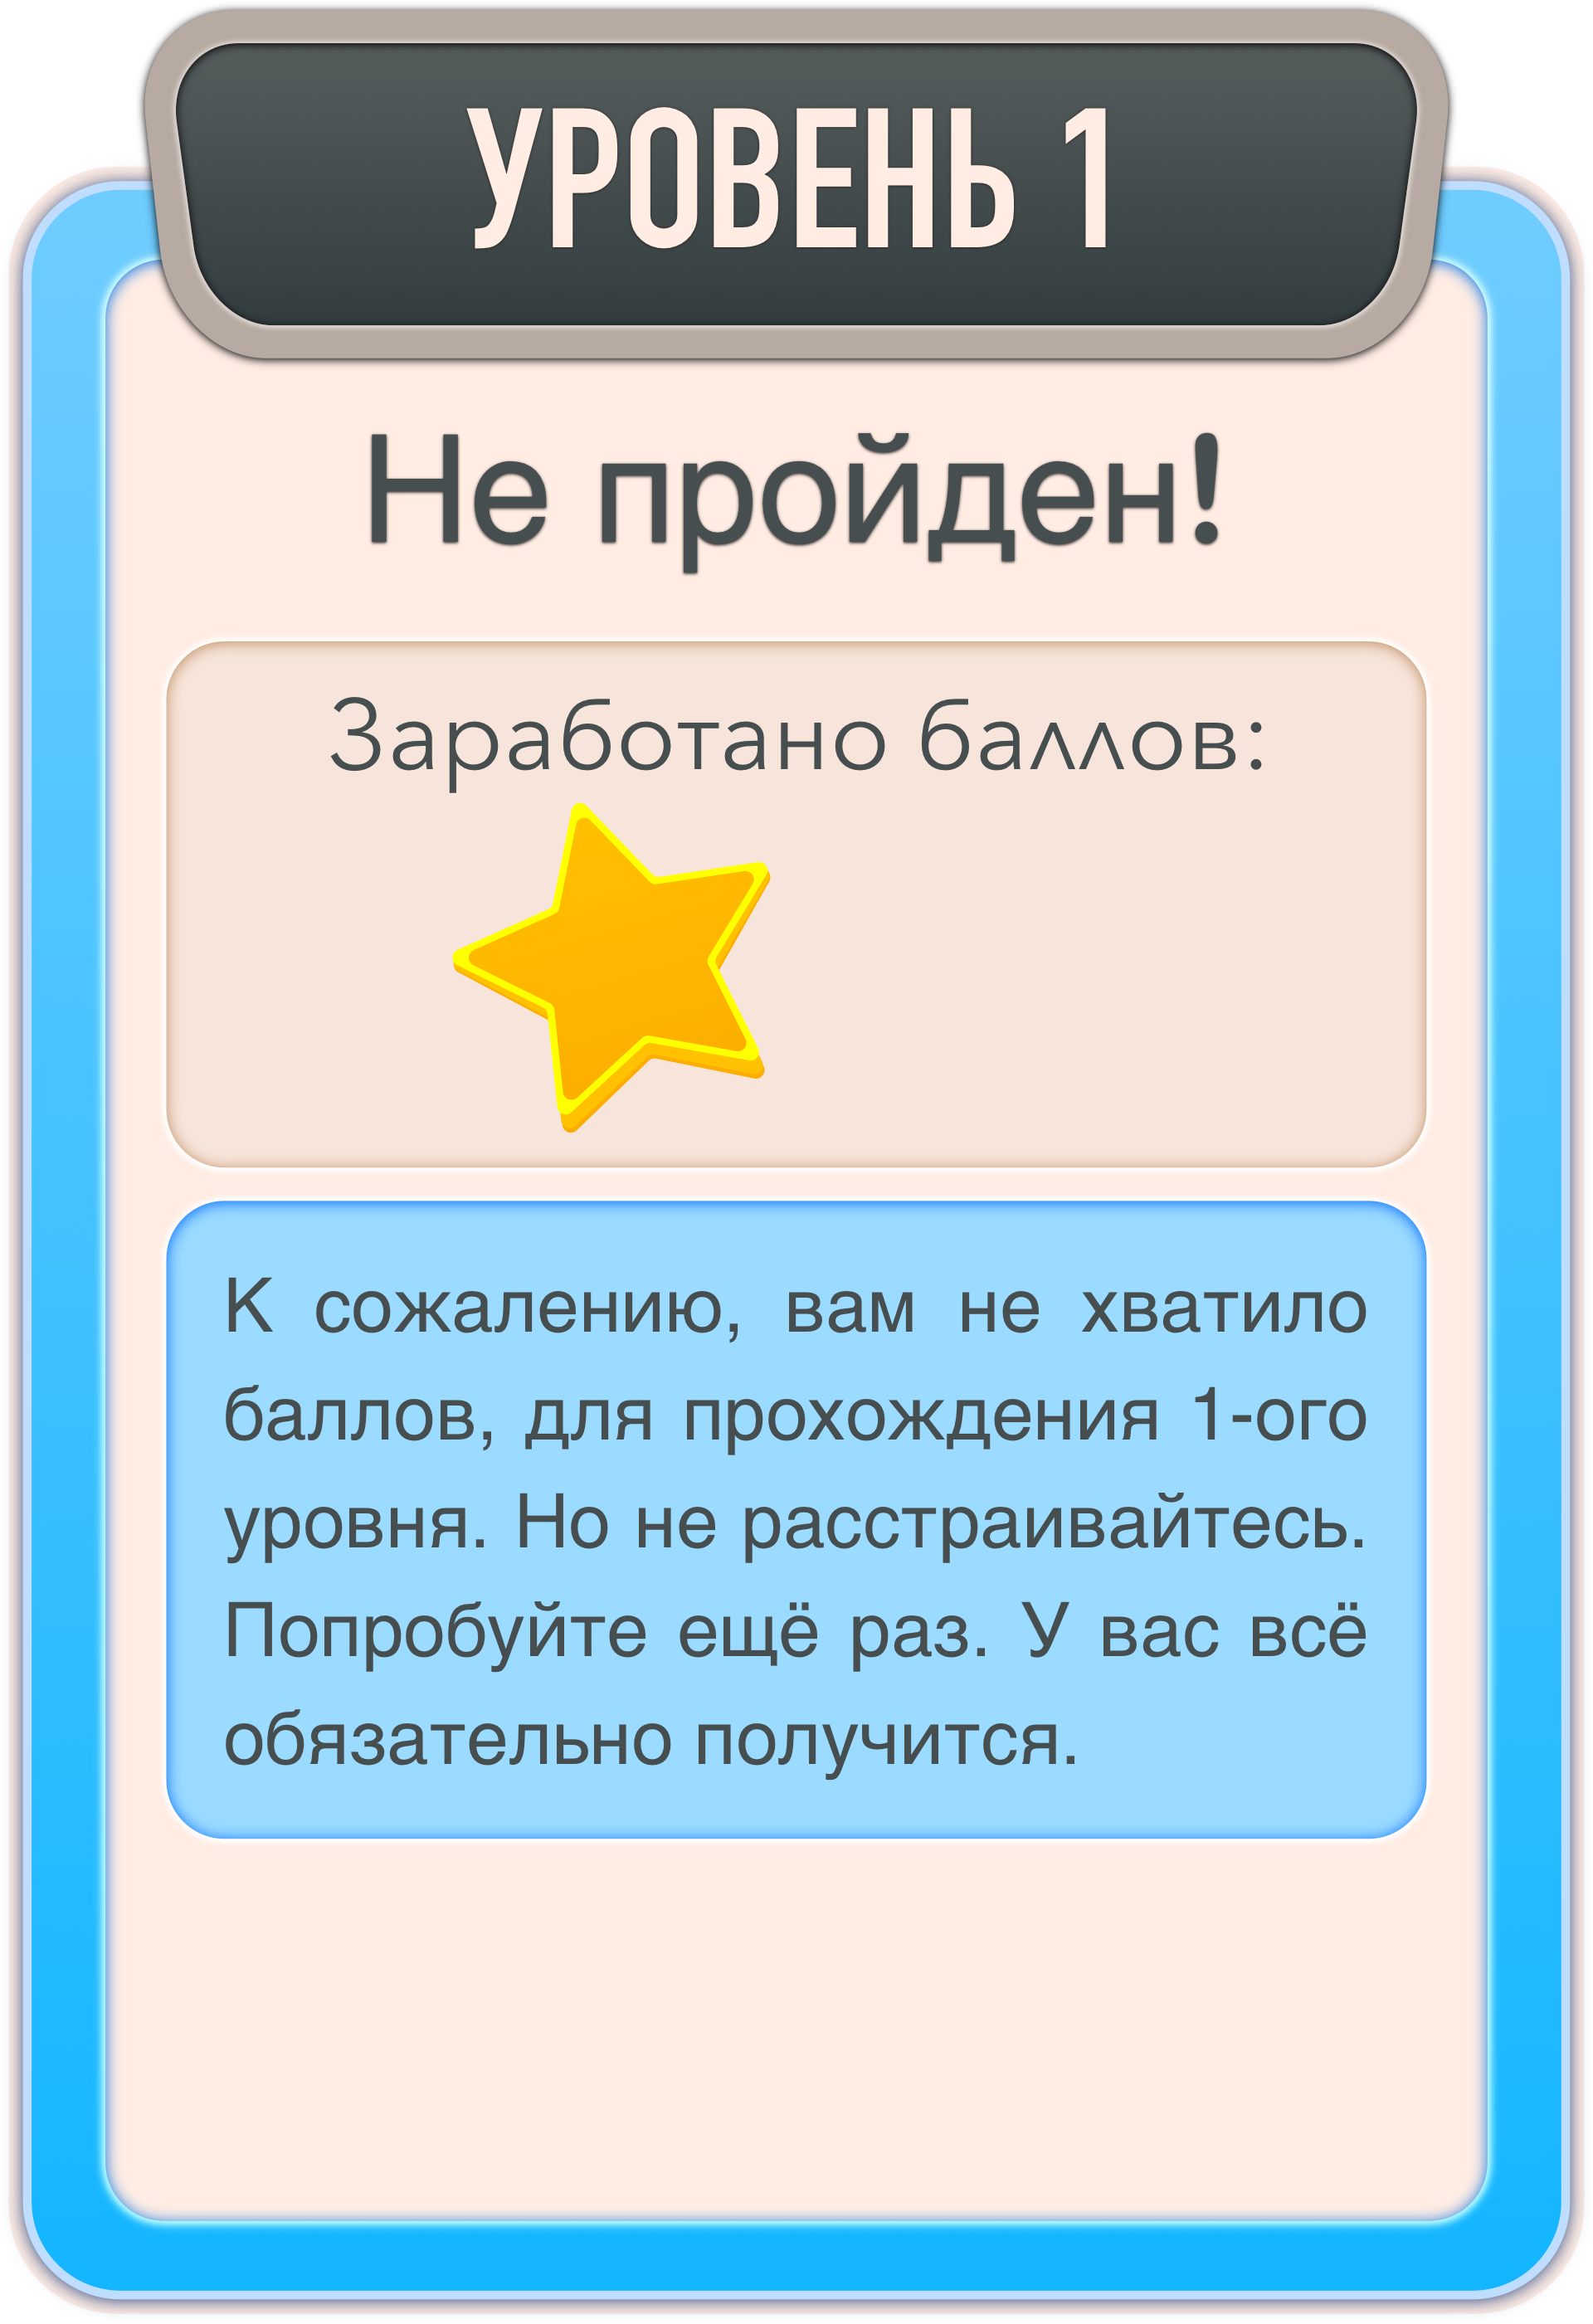 УРОВЕНЬ 1
Не пройден!
Заработано баллов:
К сожалению, вам не хватило
баллов, для прохождения 1-ого
уровня. Но не расстраивайтесь.
Попробуйте ещё раз. У вас всё
обязательно получится.